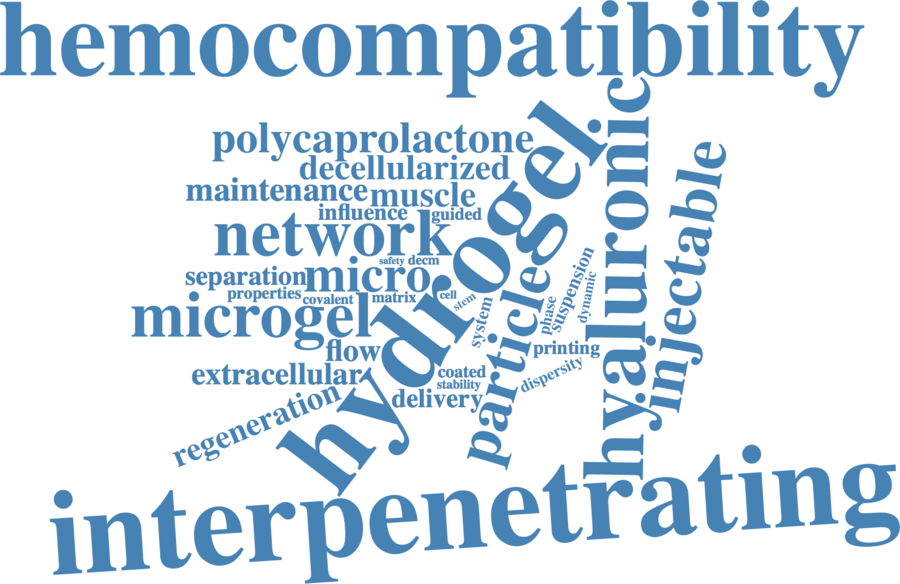 hemocompatibility
polycaprolactone
decellularized
maintenance
muscle
influence
guided
network
safety
decm
separation
micro
properties
covalent
matrix
cell
stem
microgel
flow
extracellular
regeneration
coated
stability
delivery
hydrogel
system
particle
phase
suspension
dynamic
printing
dispersity
hyaluronic
injectable
interpenetrating